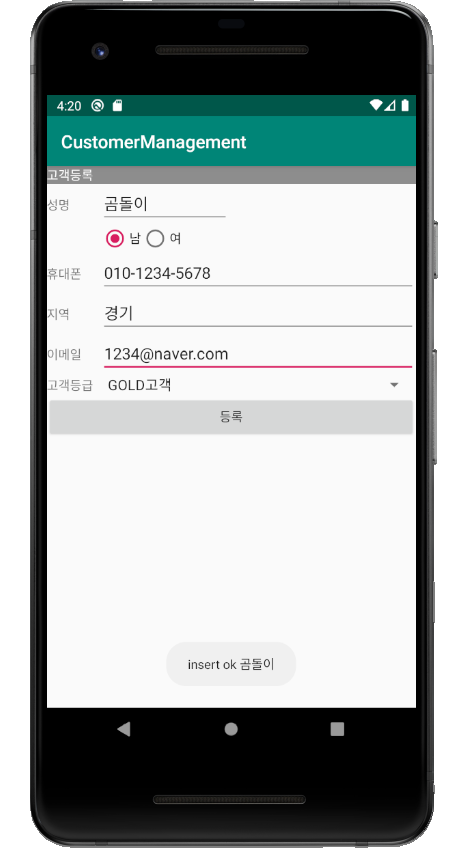 4:20
CustomerManagement
고객등록
성명 곰돌이
남 여
휴대폰 010-1234-5678
지역 경기
이메일 1234@naver.com
고객등급 GOLD고객
등록
insert ok 곰돌이